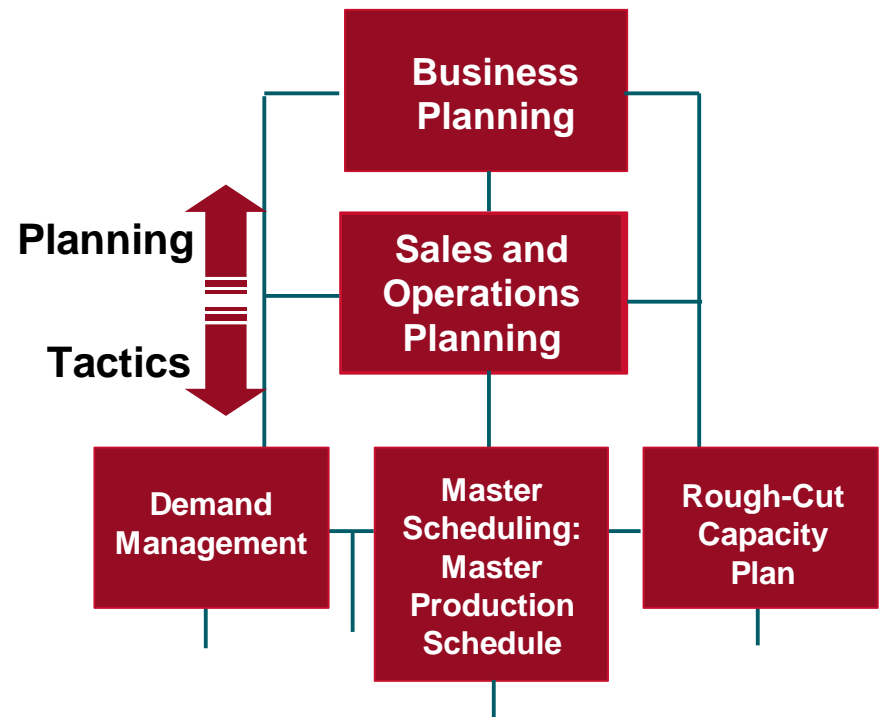 Business
Planning
Planning
Sales and
Operations
Planning
Tactics
Demand
Management
Master
Scheduling:
Master
Production
Schedule
Rough-Cut
Capacity
Plan